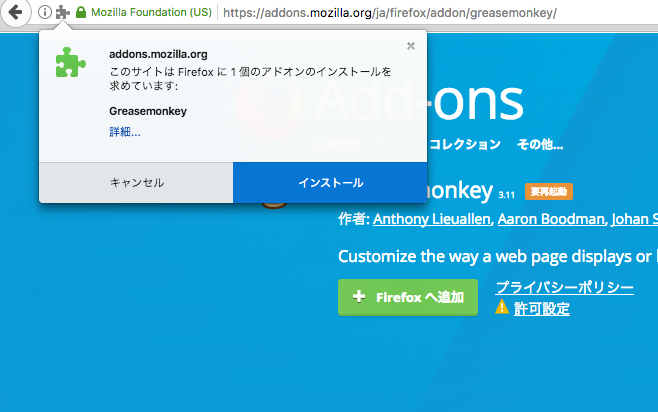 Mozilla Foundation (US)
https://addons.mozilla.org/ja/firefox/addon/greasemonkey/
addons.mozilla.org
このサイトは Firefox に 1 個のアドオンのインストールを
求めています:
Greasemonkey
詳細...
キャンセル
インストール
Add-ons
コレクション その他...
monkey 3.11 要再起動
作者: Anthony Lieuallen, Aaron Boodman, Johan S
Customize the way a web page displays or
Firefox へ追加
プライバシーポリシー
許可設定